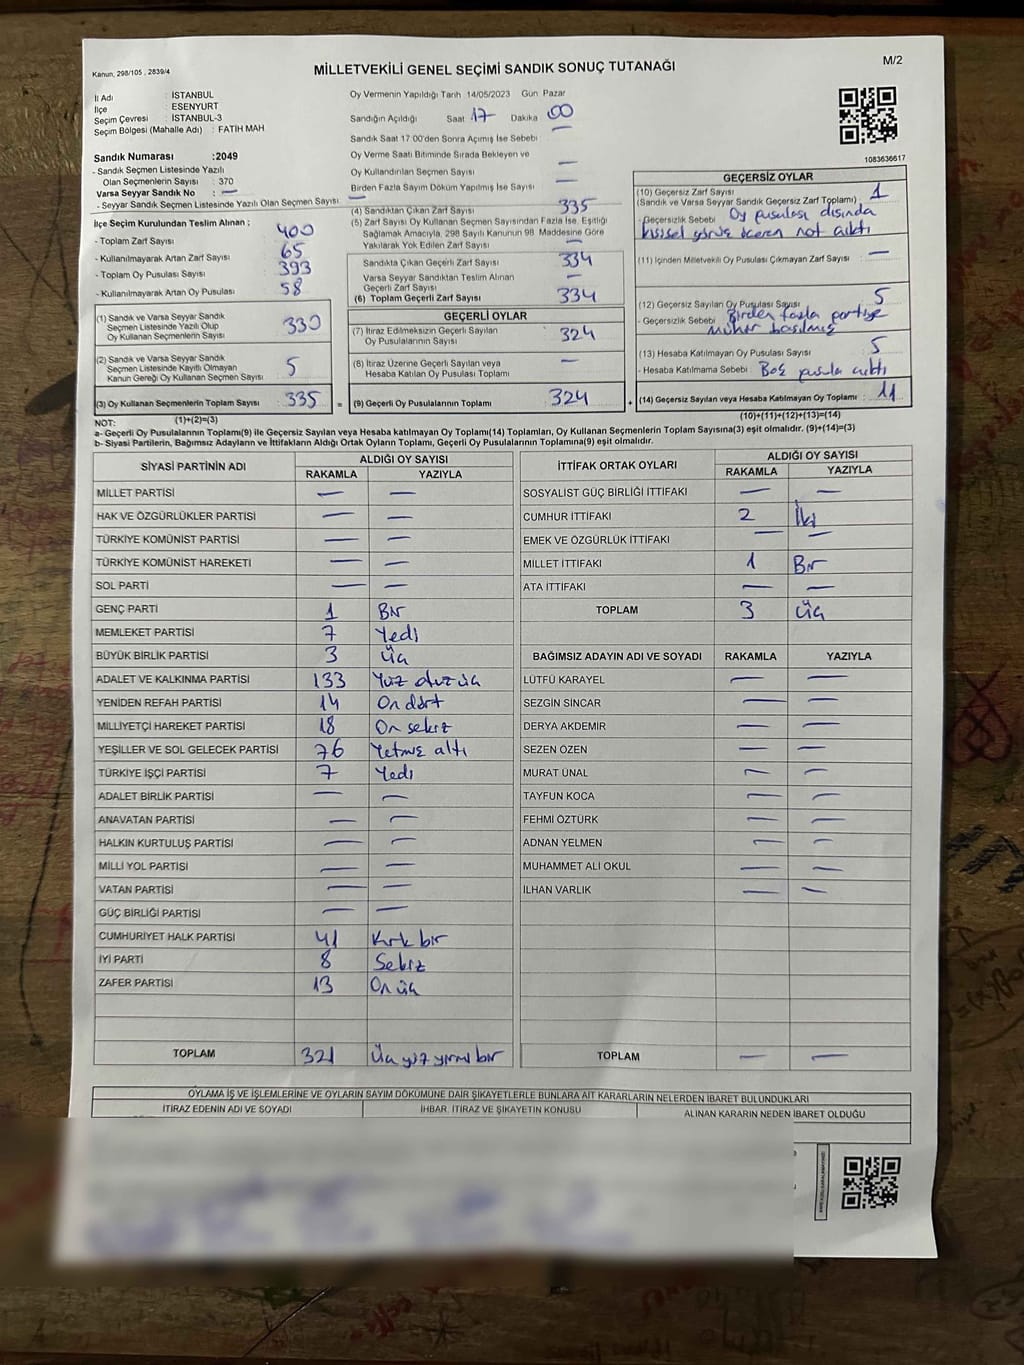 Kanun, 298/105 , 2839/4
MİLLETVEKİLİ GENEL SEÇİMİ SANDIK SONUÇ TUTANAĞI
M/2
İl Adı : İSTANBUL
İlçe : ESENYURT
Seçim Çevresi : İSTANBUL-3
Seçim Bölgesi (Mahalle Adı) : FATİH MAH
Sandık Numarası :2049
- Sandık Seçmen Listesinde Yazılı
Olan Seçmenlerin Sayısı : 370
Varsa Seyyar Sandık No : —
- Seyyar Sandık Seçmen Listesinde Yazılı Olan Seçmen Sayısı —
Oy Vermenin Yapıldığı Tarih 14/05/2023 Gün Pazar
Sandığın Açıldığı Saat 17 Dakika 00
Sandık Saat 17:00'den Sonra Açımış İse Sebebi —
Oy Verme Saati Bitiminde Sırada Bekleyen ve
Oy Kullandırılan Seçmen Sayısı —
Birden Fazla Sayım Döküm Yapılmış İse Sayısı —
1083636617
İlçe Seçim Kurulundan Teslim Alınan ;
- Toplam Zarf Sayısı : 400
- Kullanılmayarak Artan Zarf Sayısı : 65
- Toplam Oy Pusulası Sayısı : 393
- Kullanılmayarak Artan Oy Pusulası : 58
(1) Sandık ve Varsa Seyyar Sandık
Seçmen Listesinde Yazılı Olup
Oy Kullanan Seçmenlerin Sayısı : 330
(2) Sandık ve Varsa Seyyar Sandık
Seçmen Listesinde Kayıtlı Olmayan
Kanun Gereği Oy Kullanan Seçmen Sayısı : 5
(3) Oy Kullanan Seçmenlerin Toplam Sayısı : 335
(4) Sandıktan Çıkan Zarf Sayısı : 335
(5) Zarf Sayısı Oy Kullanan Seçmen Sayısından Fazla İse, Eşitliği
Sağlamak Amacıyla, 298 Sayılı Kanunun 98. Maddesine Göre
Yakılarak Yok Edilen Zarf Sayısı —
Sandıkta Çıkan Geçerli Zarf Sayısı : 334
Varsa Seyyar Sandıktan Teslim Alınan
Geçerli Zarf Sayısı —
(6) Toplam Geçerli Zarf Sayısı : 334
GEÇERLİ OYLAR
(7) İtiraz Edilmeksizin Geçerli Sayılan
Oy Pusulasının Sayısı : 324
(8) İtiraz Üzerine Geçerli Sayılan veya
Hesaba Katılan Oy Pusulası Toplamı : —
= (9) Geçerli Oy Pusulalarının Toplamı : 324
GEÇERSİZ OYLAR
(10) Geçersiz Zarf Sayısı : 1
(Sandık ve Varsa Seyyar Sandık Geçersiz Zarf Toplamı)
- Geçersizlik Sebebi : Oy pusulası dışında
kişisel görüş içeren not çıktı
(11) İçinden Milletvekili Oy Pusulası Çıkmayan Zarf Sayısı : —
(12) Geçersiz Sayılan Oy Pusulası Sayısı : 5
- Geçersizlik Sebebi : Birden fazla partiye
mühür basılmış
(13) Hesaba Katılmayan Oy Pusulası Sayısı : 5
- Hesaba Katılmama Sebebi : Boş pusula çıktı
+ (14) Geçersiz Sayılan veya Hesaba Katılmayan Oy Toplamı : 11
NOT: (1)+(2)=(3) (10)+(11)+(12)+(13)=(14)
a- Geçerli Oy Pusulalarının Toplamı(9) ile Geçersiz Sayılan veya Hesaba katılmayan Oy Toplamı(14) Toplamları, Oy Kullanan Seçmenlerin Toplam Sayısına(3) eşit olmalıdır. (9)+(14)=(3)
b- Siyasi Partilerin, Bağımsız Adayların ve İttifakların Aldığı Ortak Oyların Toplamı, Geçerli Oy Pusulalarının Toplamına(9) eşit olmalıdır.
SİYASİ PARTİNİN ADI ALDIĞI OY SAYISI
RAKAMLA YAZIYLA
MİLLET PARTİSİ — —
HAK VE ÖZGÜRLÜKLER PARTİSİ — —
TÜRKİYE KOMÜNİST PARTİSİ — —
TÜRKİYE KOMÜNİST HAREKETİ — —
SOL PARTİ — —
GENÇ PARTİ 1 Bir
MEMLEKET PARTİSİ 7 Yedi
BÜYÜK BİRLİK PARTİSİ 3 Üç
ADALET VE KALKINMA PARTİSİ 133 Yüz otuz üç
YENİDEN REFAH PARTİSİ 14 On dört
MİLLİYETÇİ HAREKET PARTİSİ 18 On sekiz
YEŞİLLER VE SOL GELECEK PARTİSİ 76 Yetmiş altı
TÜRKİYE İŞÇİ PARTİSİ 7 Yedi
ADALET BİRLİK PARTİSİ — —
ANAVATAN PARTİSİ — —
HALKIN KURTULUŞ PARTİSİ — —
MİLLİ YOL PARTİSİ — —
VATAN PARTİSİ — —
GÜÇ BİRLİĞİ PARTİSİ — —
CUMHURİYET HALK PARTİSİ 41 Kırk bir
İYİ PARTİ 8 Sekiz
ZAFER PARTİSİ 13 On üç
TOPLAM 321 Üç yüz yirmi bir
İTTİFAK ORTAK OYLARI ALDIĞI OY SAYISI
RAKAMLA YAZIYLA
SOSYALİST GÜÇ BİRLİĞİ İTTİFAKI — —
CUMHUR İTTİFAKI 2 İki
EMEK VE ÖZGÜRLÜK İTTİFAKI — —
MİLLET İTTİFAKI 1 Bir
ATA İTTİFAKI — —
TOPLAM 3 Üç
BAĞIMSIZ ADAYIN ADI VE SOYADI RAKAMLA YAZIYLA
LÜTFÜ KARAYEL — —
SEZGİN SİNCAR — —
DERYA AKDEMİR — —
SEZEN ÖZEN — —
MURAT ÜNAL — —
TAYFUN KOCA — —
FEHMİ ÖZTÜRK — —
ADNAN YELMEN — —
MUHAMMET ALİ OKUL — —
İLHAN VARLIK — —
TOPLAM — —
OYLAMA İŞ VE İŞLEMLERİNE VE OYLARIN SAYIM DÖKÜMÜNE DAİR ŞİKAYETLERLE BUNLARA AİT KARARLARIN NELERDEN İBARET BULUNDUKLARI
İTİRAZ EDENİN ADI VE SOYADI İHBAR, İTİRAZ VE ŞİKAYETİN KONUSU ALINAN KARARIN NEDEN İBARET OLDUĞU